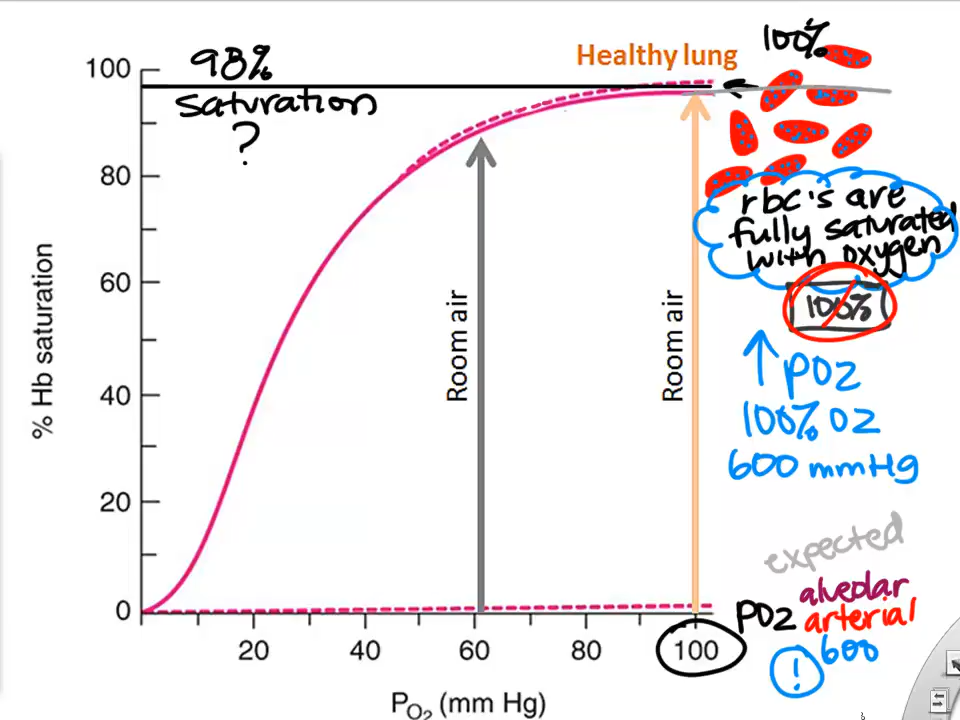 Healthy lung
100%
98%
saturation
?
100
80
60
40
20
0
% Hb saturation
Room air
Room air
rbc's are
fully saturated
with oxygen
100%
↑ PO2
100% O2
600 mmHg
expected
alveolar
PO2 arterial
! 600
20
40
60
80
100
PO₂ (mm Hg)